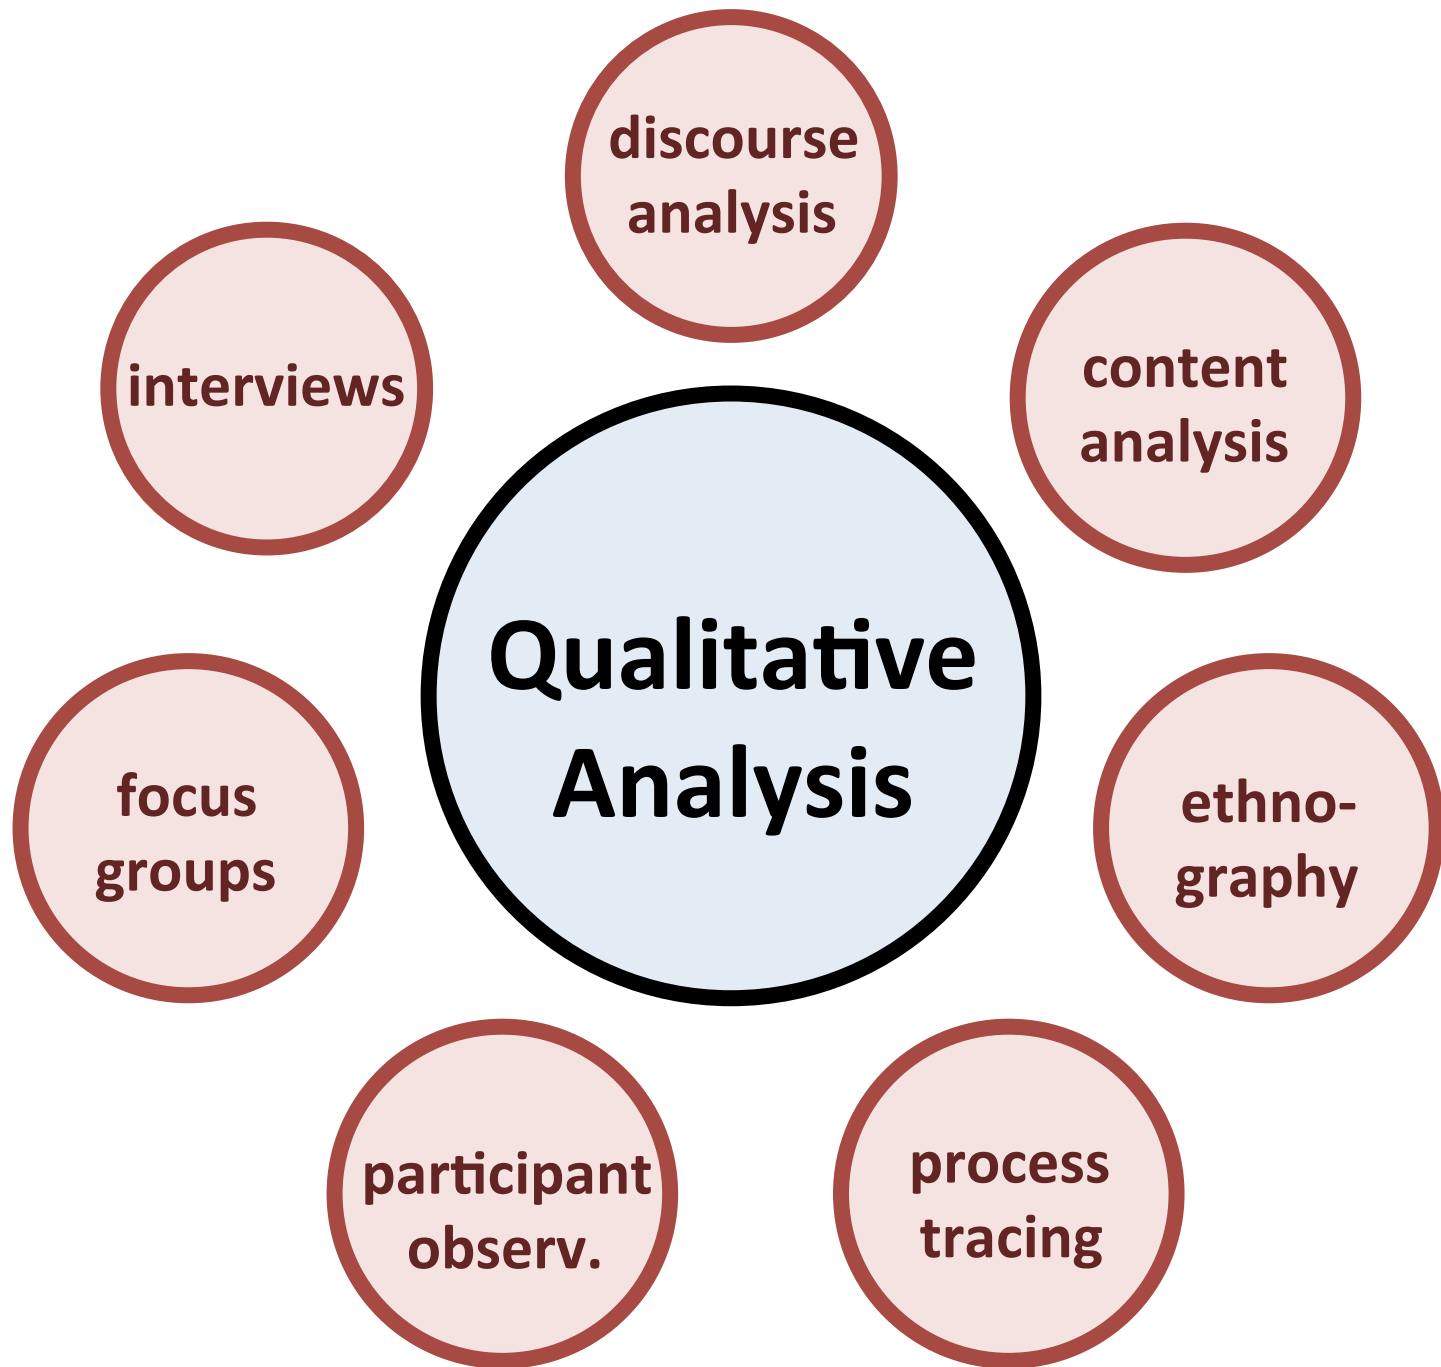 discourse
analysis
interviews
content
analysis
Qualitative
Analysis
focus
groups
ethno-
graphy
participant
observ.
process
tracing